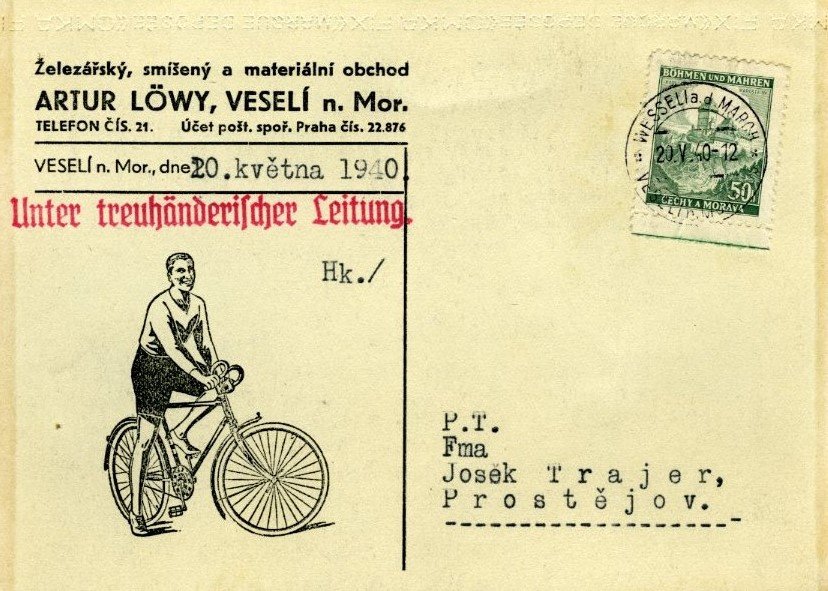 Železářský, smíšený a materiální obchod
ARTUR LÖWY, VESELÍ n. Mor.
TELEFON ČÍS. 21. Účet pošt. spoř. Praha čís. 22.876
VESELÍ n. Mor., dne 20.května 1940.
Unter treuhänderischer Leitung.
Hk./
BÖHMEN UND MÄHREN
WESSELI a.d. MARCH
20.V.40-12
50
ČECHY A MORAVA
P.T.
Fma
Josek Trajer,
Prostějov.